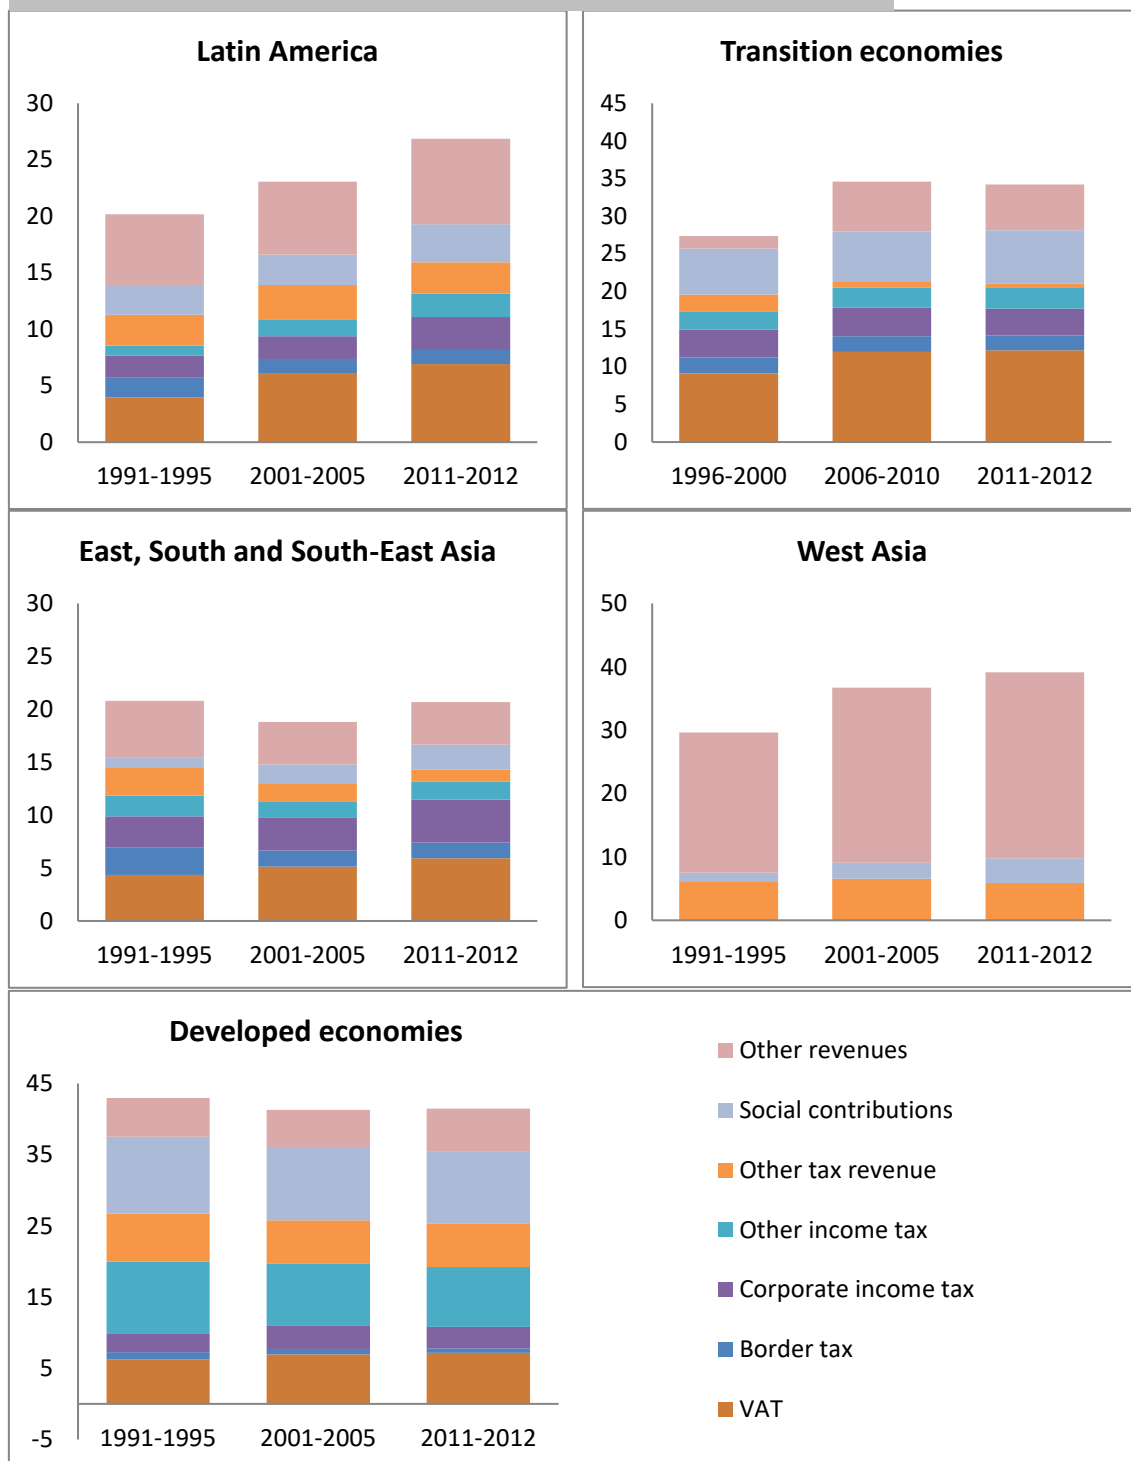 Latin America
30
25
20
15
10
5
0
1991-1995 2001-2005 2011-2012
Transition economies
45
40
35
30
25
20
15
10
5
0
1996-2000 2006-2010 2011-2012
East, South and South-East Asia
30
25
20
15
10
5
0
1991-1995 2001-2005 2011-2012
West Asia
50
40
30
20
10
0
1991-1995 2001-2005 2011-2012
Developed economies
45
35
25
15
5
-5
1991-1995 2001-2005 2011-2012
Other revenues
Social contributions
Other tax revenue
Other income tax
Corporate income tax
Border tax
VAT